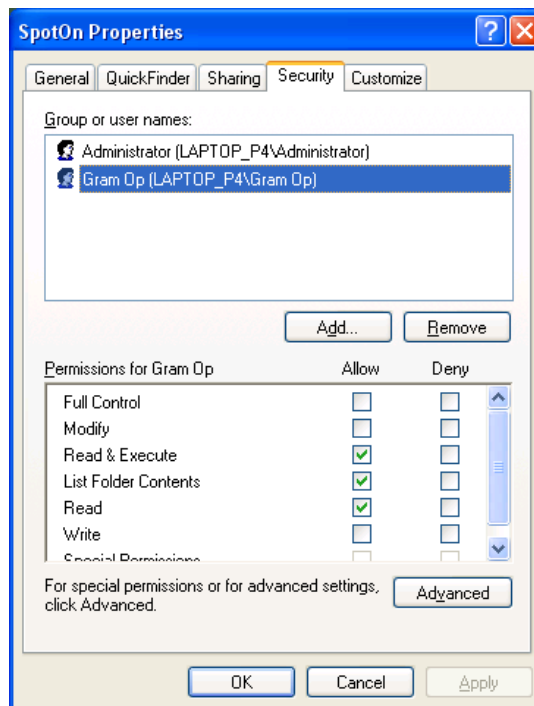 SpotOn Properties
General QuickFinder Sharing Security Customize
Group or user names:
Administrator (LAPTOP_P4\Administrator)
Gram Op (LAPTOP_P4\Gram Op)
Add... Remove
Permissions for Gram Op Allow Deny
Full Control
Modify
Read & Execute
List Folder Contents
Read
Write
Special Permissions
For special permissions or for advanced settings,
click Advanced.
Advanced
OK Cancel Apply